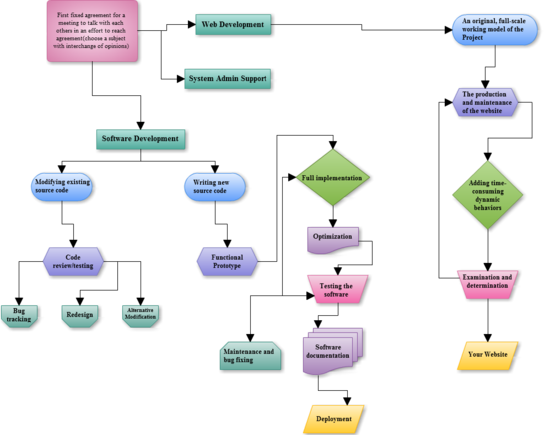 First fixed agreement for a
meeting to talk with each
others in an effort to reach
agreement(choose a subject
with interchange of opinions)
Web Development
An original, full-scale
working model of the
Project
System Admin Support
The production
and maintenance
of the website
Software Development
Modifying existing
source code
Writing new
source code
Full implementation
Adding time-
consuming
dynamic
behaviors
Code
review/testing
Functional
Prototype
Optimization
Testing the
software
Examination and
determination
Bug
tracking
Redesign
Alternative
Modification
Maintenance and
bug fixing
Software
documentation
Your Website
Deployment